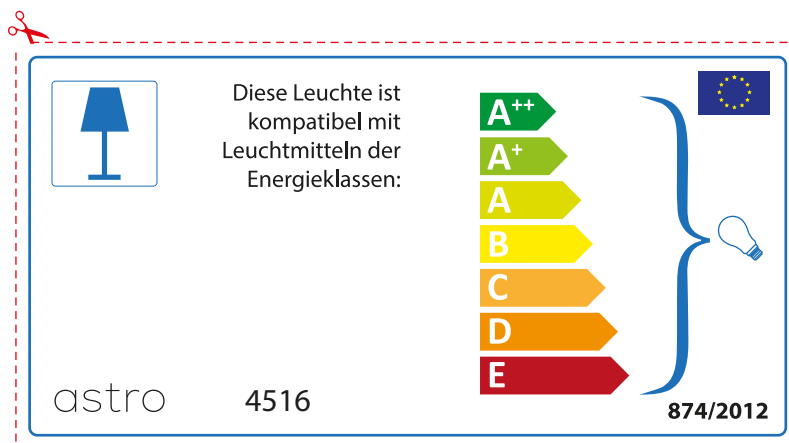 Diese Leuchte ist
kompatibel mit
Leuchtmitteln der
Energieklassen:
A++
A+
A
B
C
D
E
astro 4516
874/2012